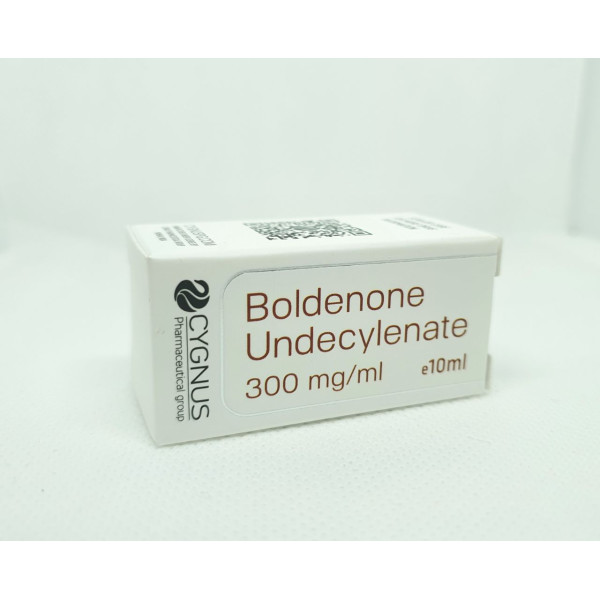 CYGNUS
Pharmaceutical group
Boldenone
Undecylenate
300 mg/ml
e10ml